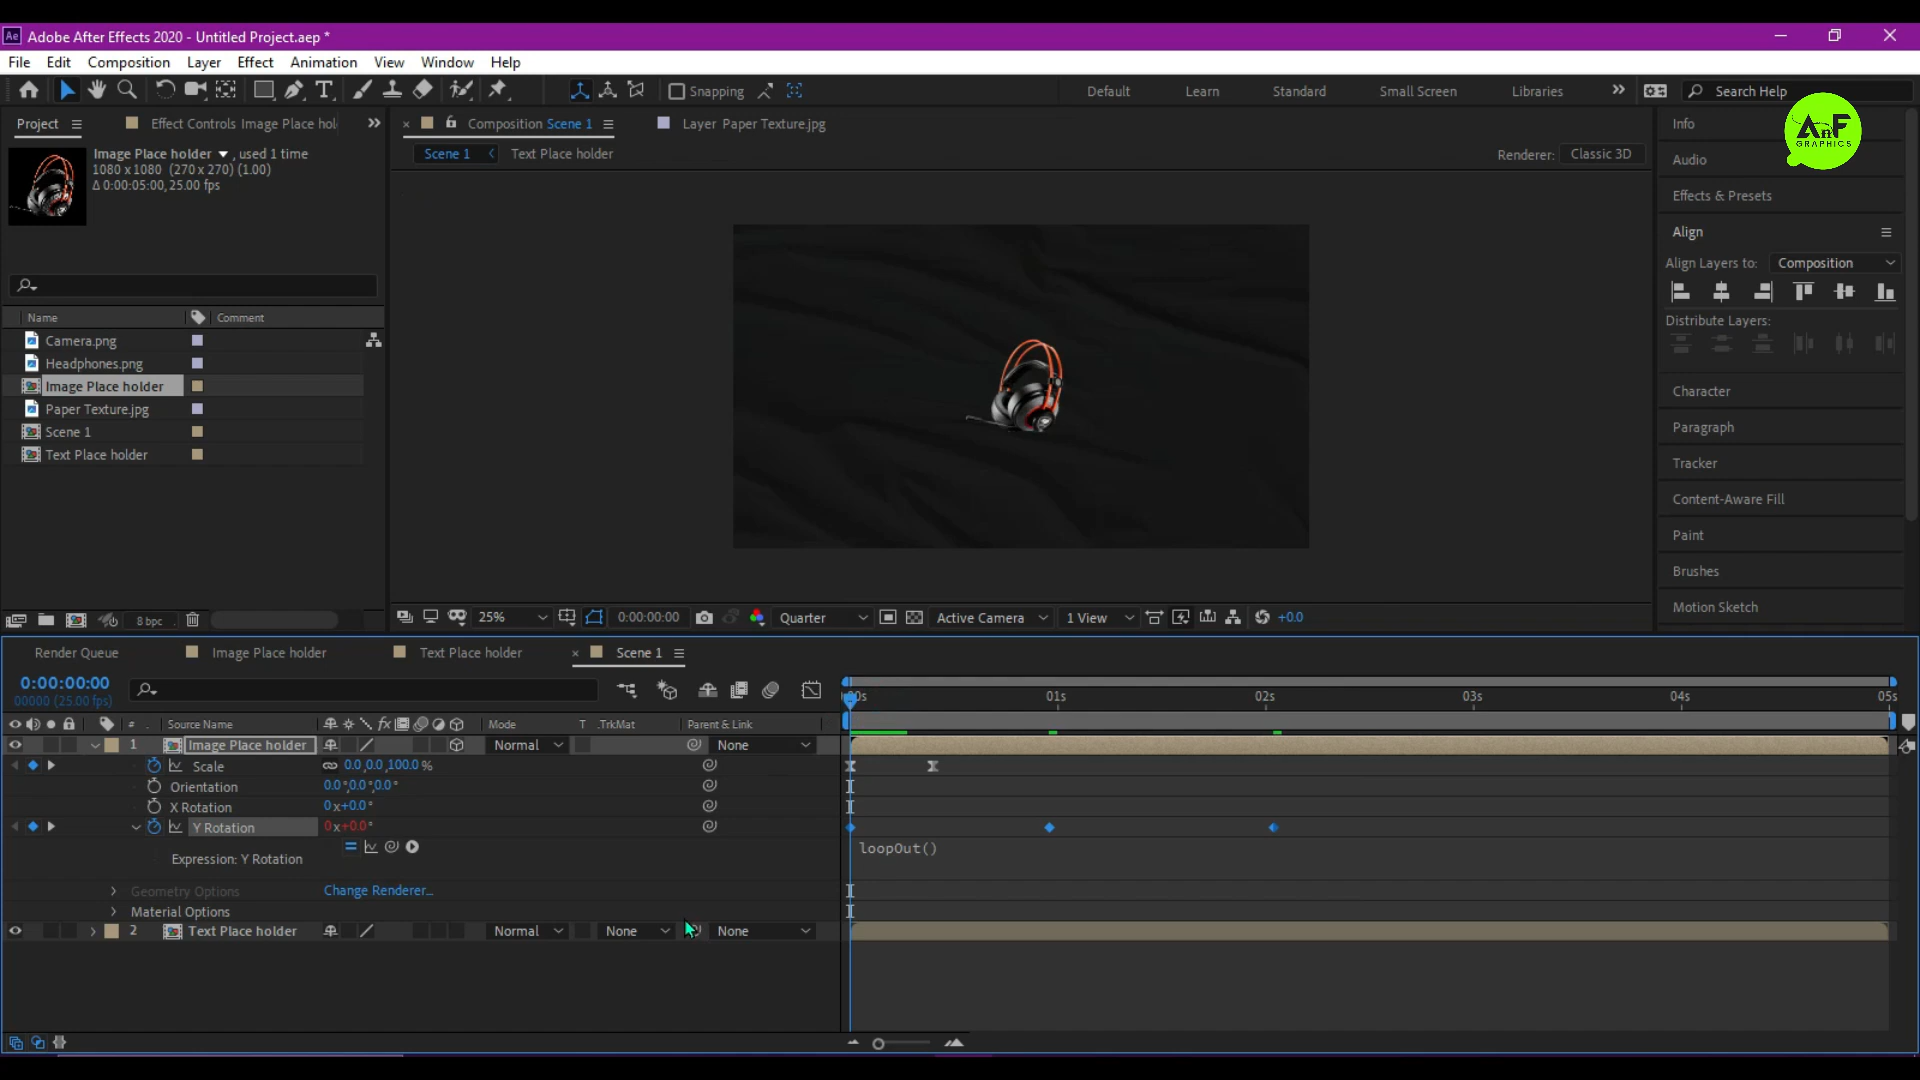 Adobe After Effects 2020 - Untitled Project.aep *
File Edit Composition Layer Effect Animation View Window Help
Snapping Default Learn Standard Small Screen Libraries Search Help
AnF
GRAPHICS
Project Effect Controls Image Place hol
Composition Scene 1 Layer Paper Texture.jpg
Scene 1 Text Place holder Renderer: Classic 3D
Image Place holder , used 1 time
1080 x 1080 (270 x 270) (1.00)
Δ 0:00:05:00, 25.00 fps
Name Comment
Camera.png
Headphones.png
Image Place holder
Paper Texture.jpg
Scene 1
Text Place holder
8 bpc
25% 0:00:00:00 Quarter Active Camera 1 View +0.0
Info
Audio
Effects & Presets
Align
Align Layers to: Composition
Distribute Layers:
Character
Paragraph
Tracker
Content-Aware Fill
Paint
Brushes
Motion Sketch
Render Queue Image Place holder Text Place holder Scene 1
0:00:00:00
00000 (25.00 fps)
:00s 01s 02s 03s 04s 05s
# Source Name Mode T .TrkMat Parent & Link
1 Image Place holder Normal None
Scale 0.0,0.0,100.0 %
Orientation 0.0°,0.0°,0.0°
X Rotation 0x+0.0°
Y Rotation 0x+0.0°
Expression: Y Rotation loopOut()
Geometry Options Change Renderer...
Material Options
2 Text Place holder Normal None None